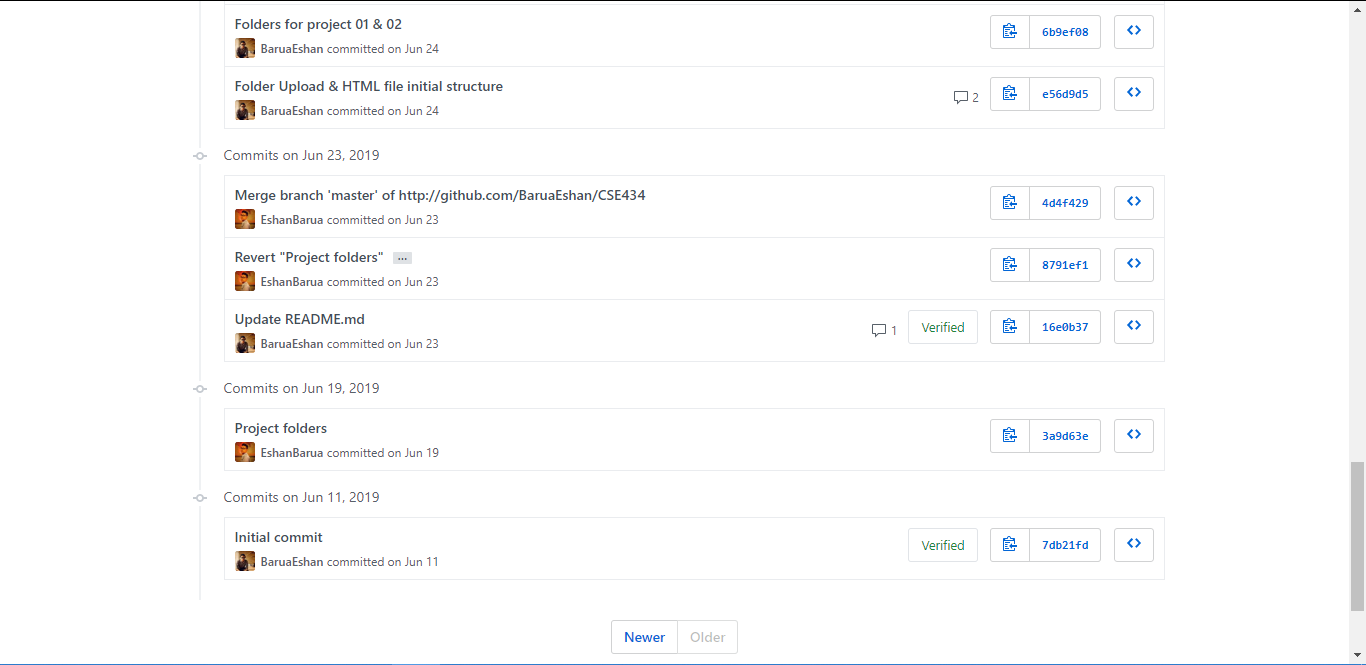 Folders for project 01 & 02
6b9ef08
BaruaEshan committed on Jun 24
Folder Upload & HTML file initial structure
2
e56d9d5
BaruaEshan committed on Jun 24
Commits on Jun 23, 2019
Merge branch 'master' of http://github.com/BaruaEshan/CSE434
4d4f429
EshanBarua committed on Jun 23
Revert "Project folders" ...
8791ef1
EshanBarua committed on Jun 23
Update README.md
1 Verified 16e0b37
BaruaEshan committed on Jun 23
Commits on Jun 19, 2019
Project folders
3a9d63e
EshanBarua committed on Jun 19
Commits on Jun 11, 2019
Initial commit
Verified 7db21fd
BaruaEshan committed on Jun 11
Newer Older